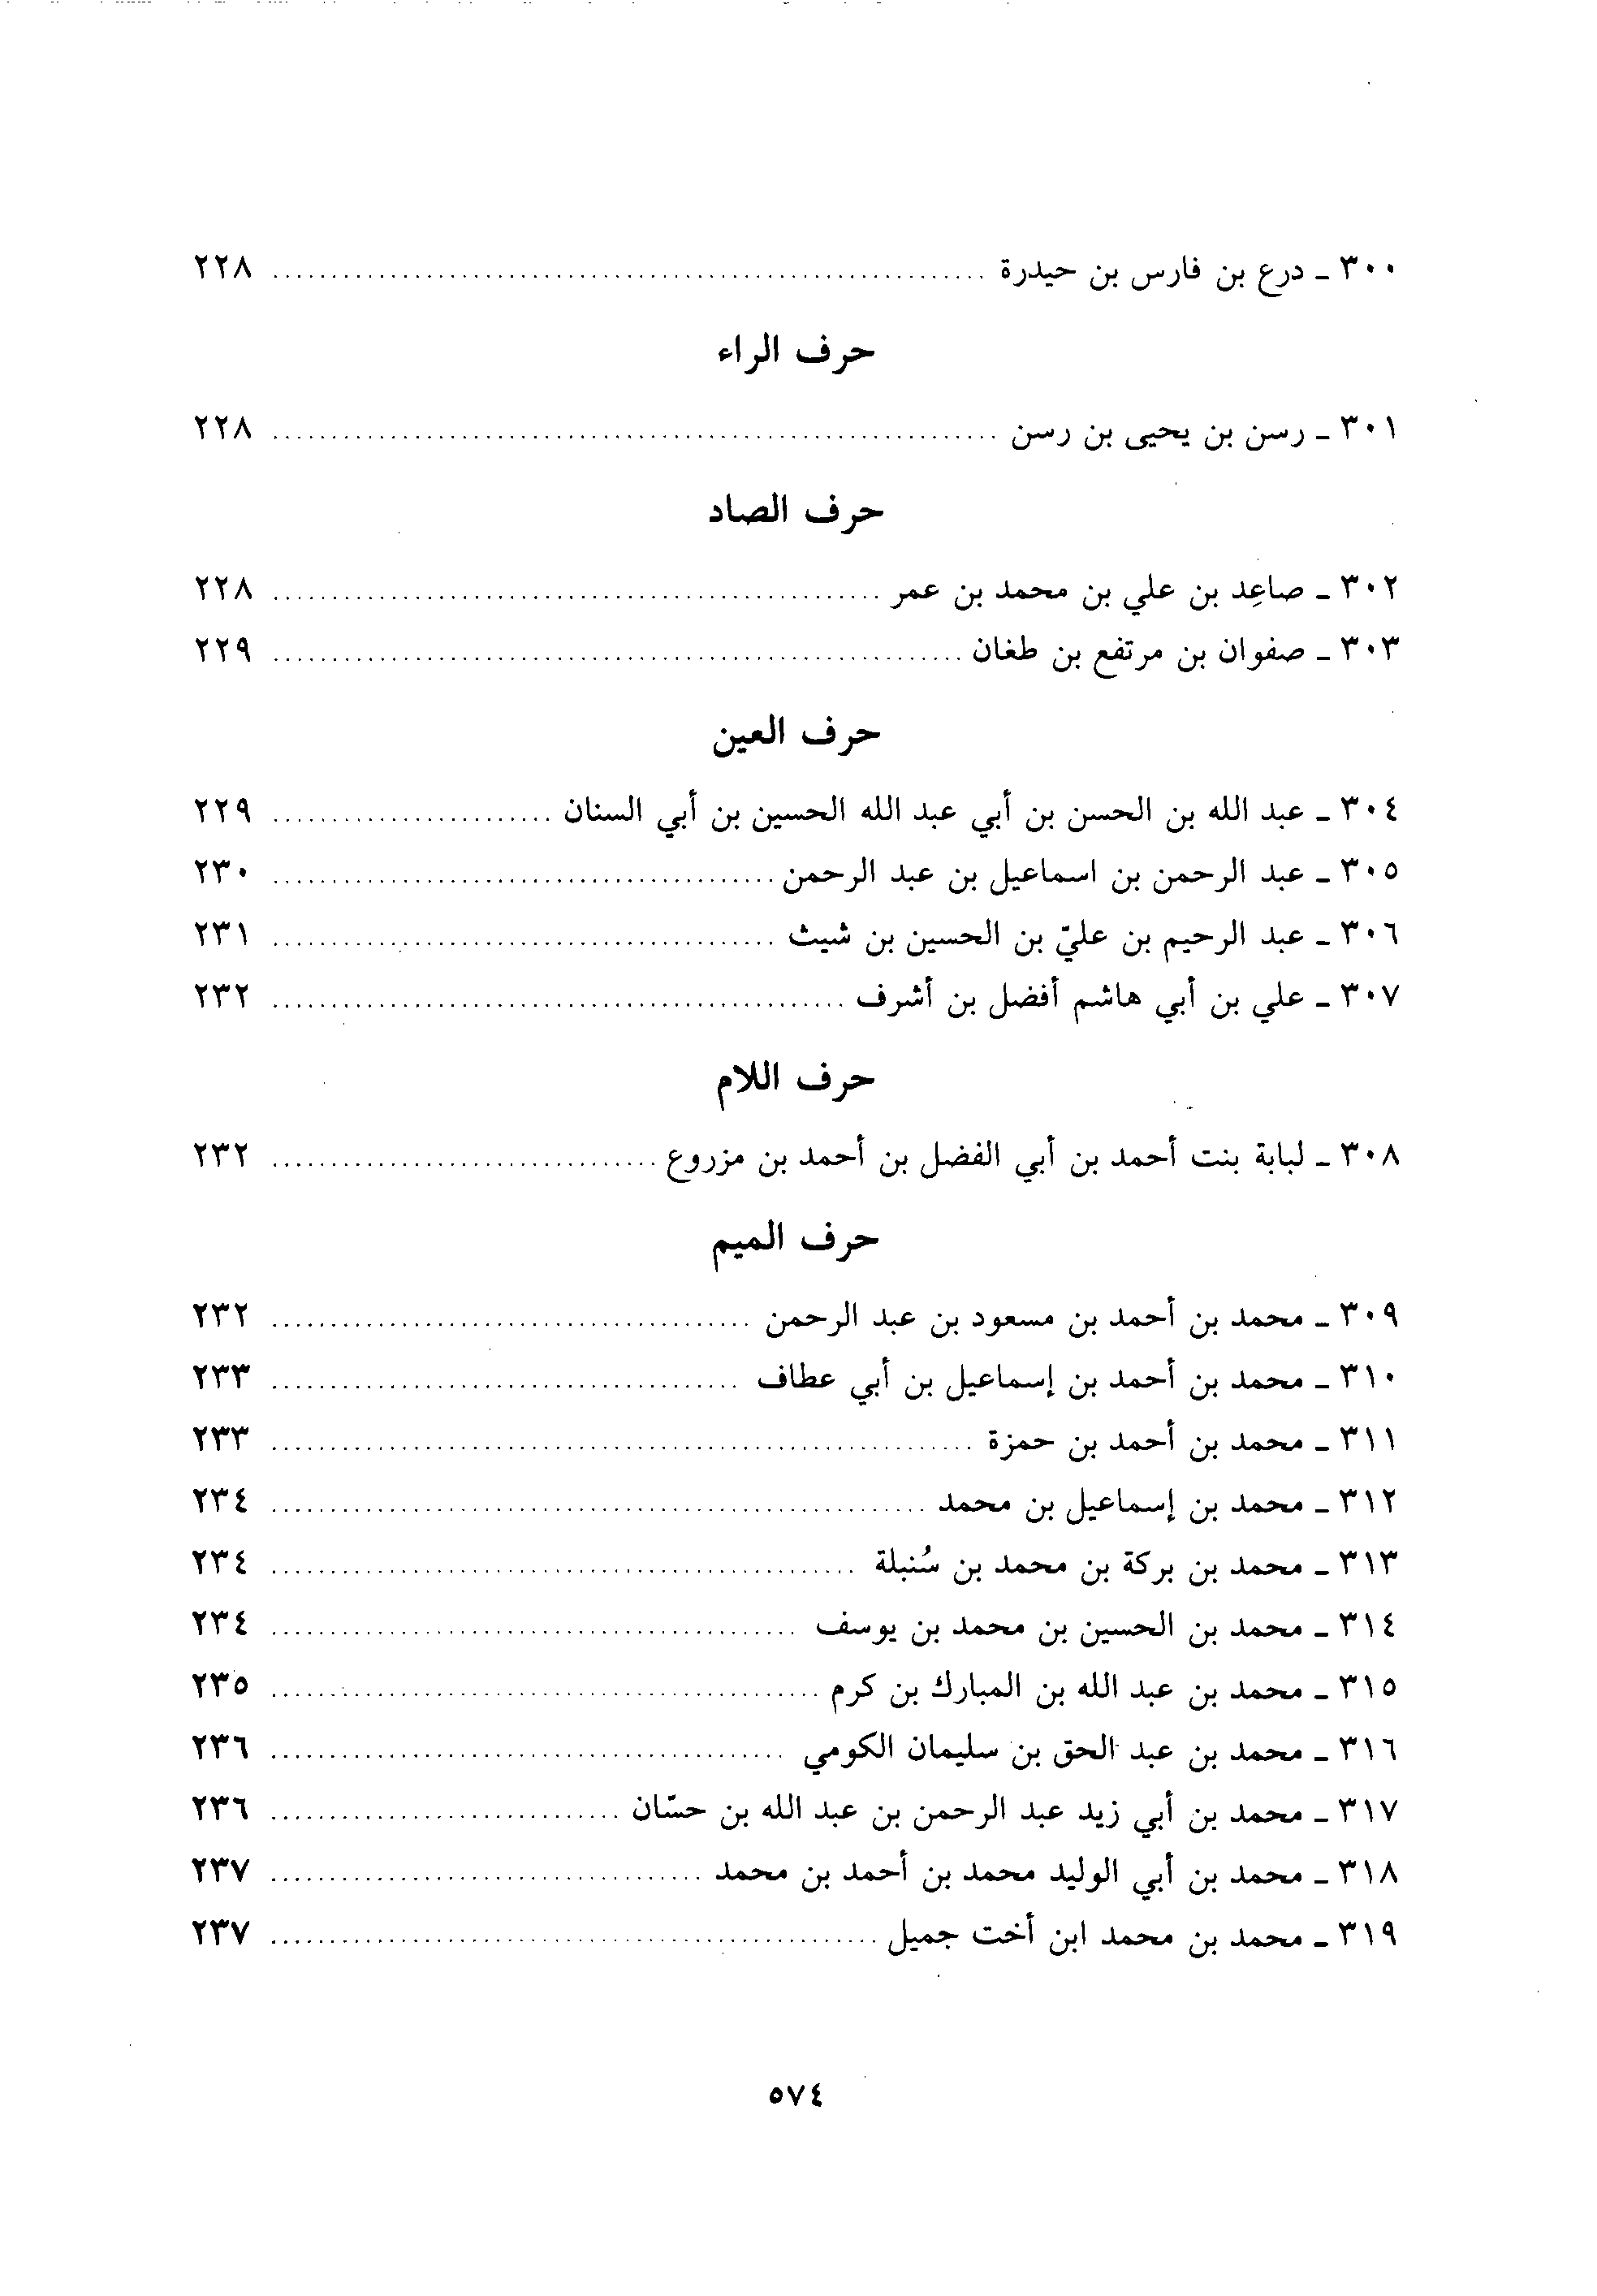 ٣٠٠ ـ درع بن فارس بن حيدرة ........ ٢٢٨
حرف الراء
٣٠١ ـ رسن بن يحيى بن رسن ........ ٢٢٨
حرف الصاد
٣٠٢ ـ صاعِد بن علي بن محمد بن عمر ........ ٢٢٨
٣٠٣ ـ صفوان بن مرتفع بن طغان ........ ٢٢٩
حرف العين
٣٠٤ ـ عبد الله بن الحسن بن أبي عبد الله الحسين بن أبي السنان ........ ٢٢٩
٣٠٥ ـ عبد الرحمن بن اسماعيل بن عبد الرحمن ........ ٢٣٠
٣٠٦ ـ عبد الرحيم بن عليّ بن الحسين بن شيث ........ ٢٣١
٣٠٧ ـ علي بن أبي هاشم أفضل بن أشرف ........ ٢٣٢
حرف اللام
٣٠٨ ـ لبابة بنت أحمد بن أبي الفضل بن أحمد بن مزروع ........ ٢٣٢
حرف الميم
٣٠٩ ـ محمد بن أحمد بن مسعود بن عبد الرحمن ........ ٢٣٢
٣١٠ ـ محمد بن أحمد بن إسماعيل بن أبي عطاف ........ ٢٣٣
٣١١ ـ محمد بن أحمد بن حمزة ........ ٢٣٣
٣١٢ ـ محمد بن إسماعيل بن محمد ........ ٢٣٤
٣١٣ ـ محمد بن بركة بن محمد بن سُنبلة ........ ٢٣٤
٣١٤ ـ محمد بن الحسين بن محمد بن يوسف ........ ٢٣٤
٣١٥ ـ محمد بن عبد الله بن المبارك بن كرم ........ ٢٣٥
٣١٦ ـ محمد بن عبد الحق بن سليمان الكومي ........ ٢٣٦
٣١٧ ـ محمد بن أبي زيد عبد الرحمن بن عبد الله بن حسّان ........ ٢٣٦
٣١٨ ـ محمد بن أبي الوليد محمد بن أحمد بن محمد ........ ٢٣٧
٣١٩ ـ محمد بن محمد ابن أخت جميل ........ ٢٣٧
٥٧٤